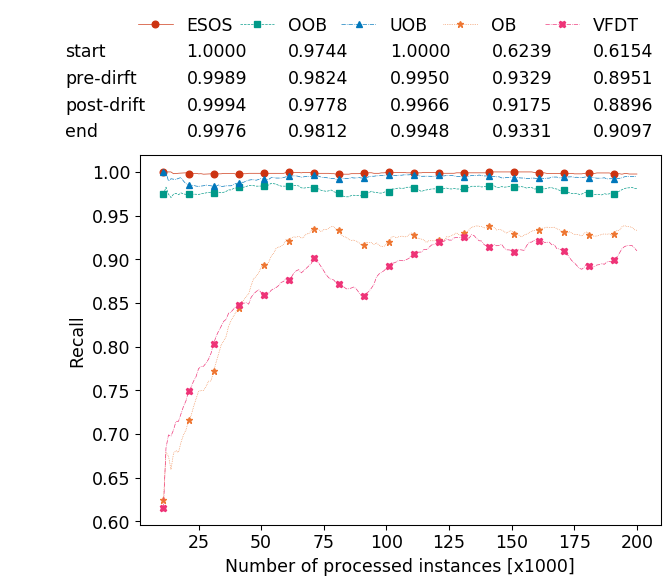 ESOS OOB UOB OB VFDT
start 1.0000 0.9744 1.0000 0.6239 0.6154
pre-dirft 0.9989 0.9824 0.9950 0.9329 0.8951
post-drift 0.9994 0.9778 0.9966 0.9175 0.8896
end 0.9976 0.9812 0.9948 0.9331 0.9097
1.00
0.95
0.90
0.85
0.80
0.75
0.70
0.65
0.60
Recall
25 50 75 100 125 150 175 200
Number of processed instances [x1000]